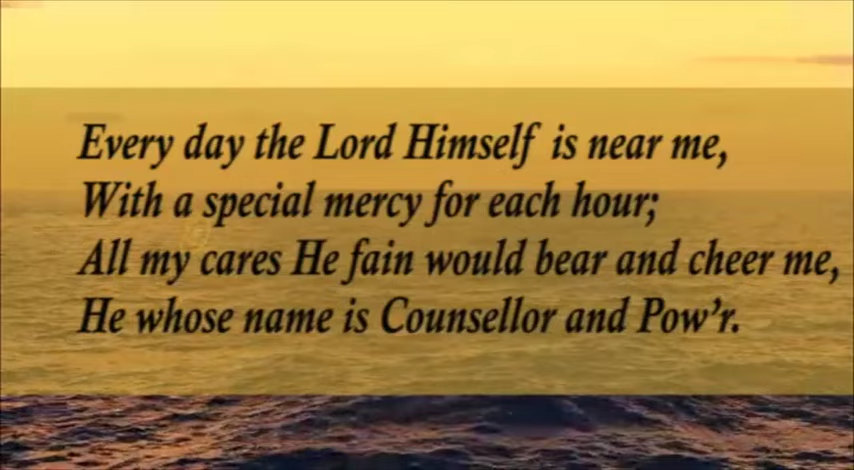 Every day the Lord Himself is near me,
With a special mercy for each hour;
All my cares He fain would bear and cheer me,
He whose name is Counsellor and Pow'r.